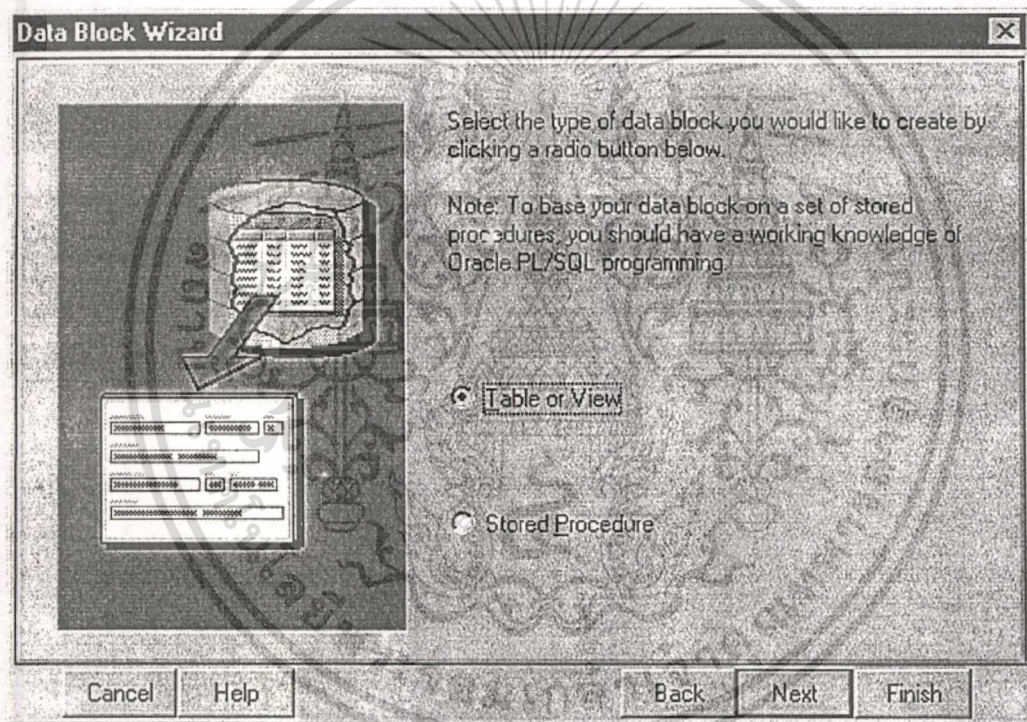 Data Block Wizard
Select the type of data block you would like to create by
clicking a radio button below.
Note: To base your data block on a set of stored
procedures, you should have a working knowledge of
Oracle PL/SQL programming.
Table or View
Stored Procedure
Cancel
Help
Back
Next
Finish